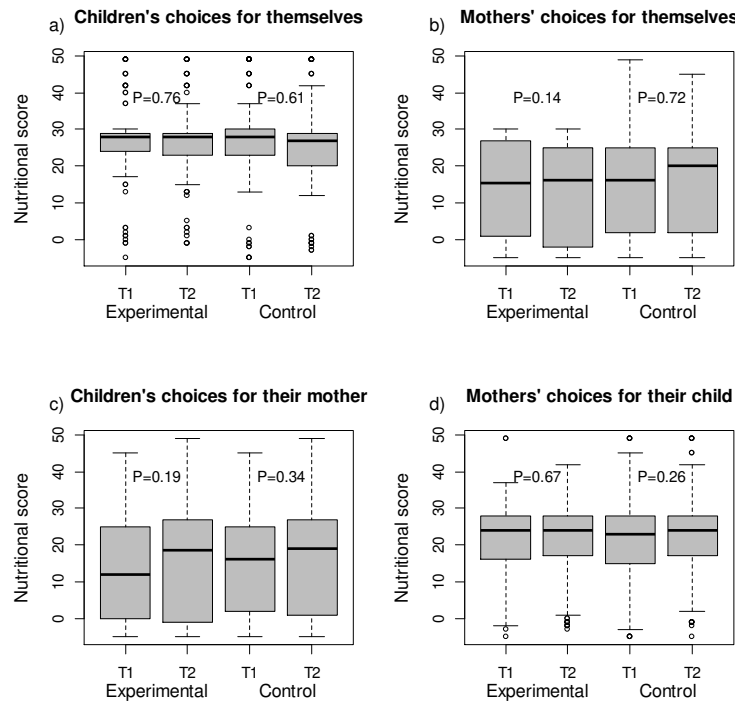 a) Children's choices for themselves
Nutritional score
50
40
30
20
10
0
P=0.76 P=0.61
T1 T2 T1 T2
Experimental Control
b) Mothers' choices for themselves
Nutritional score
50
40
30
20
10
0
P=0.14 P=0.72
T1 T2 T1 T2
Experimental Control
c) Children's choices for their mother
Nutritional score
50
40
30
20
10
0
P=0.19 P=0.34
T1 T2 T1 T2
Experimental Control
d) Mothers' choices for their child
Nutritional score
50
40
30
20
10
0
P=0.67 P=0.26
T1 T2 T1 T2
Experimental Control